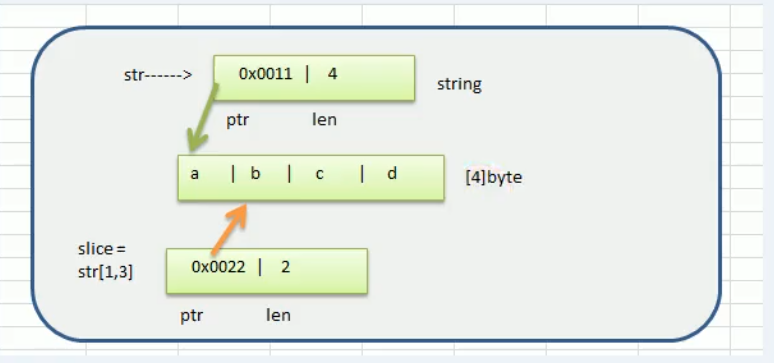 str------> 0x0011 | 4 string
ptr len
a | b | c | d [4]byte
slice =
str[1,3] 0x0022 | 2
ptr len